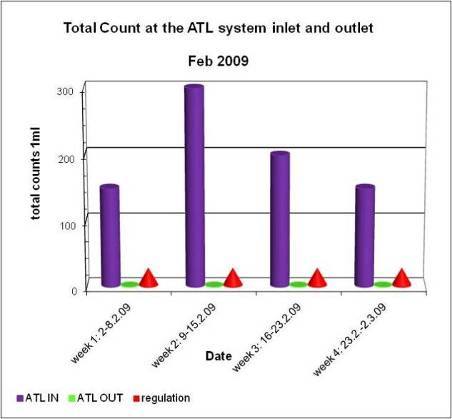 Total Count at the ATL system inlet and outlet
Feb 2009
total counts 1ml
300
200
100
0
week 1: 2-8.2.09
week 2: 9-15.2.09
week 3: 16-23.2.09
week 4: 23.2.-2.3.09
Date
ATL IN
ATL OUT
regulation